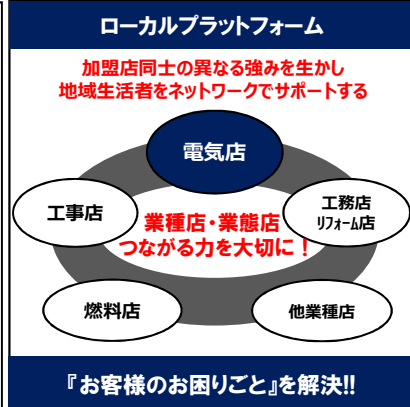 ローカルプラットフォーム
加盟店同士の異なる強みを生かし
地域生活者をネットワークでサポートする
電気店
工事店
工務店
リフォーム店
業種店・業態店
つながる力を大切に！
燃料店
他業種店
『お客様のお困りごと』を解決!!